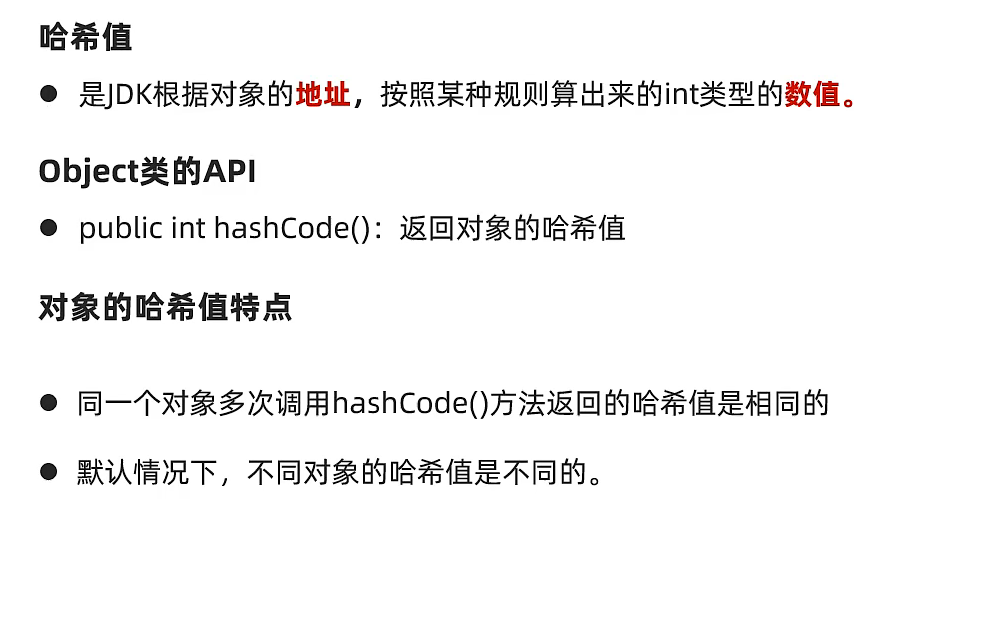 哈希值
● 是JDK根据对象的地址，按照某种规则算出来的int类型的数值。
Object类的API
● public int hashCode()：返回对象的哈希值
对象的哈希值特点
● 同一个对象多次调用hashCode()方法返回的哈希值是相同的
● 默认情况下，不同对象的哈希值是不同的。